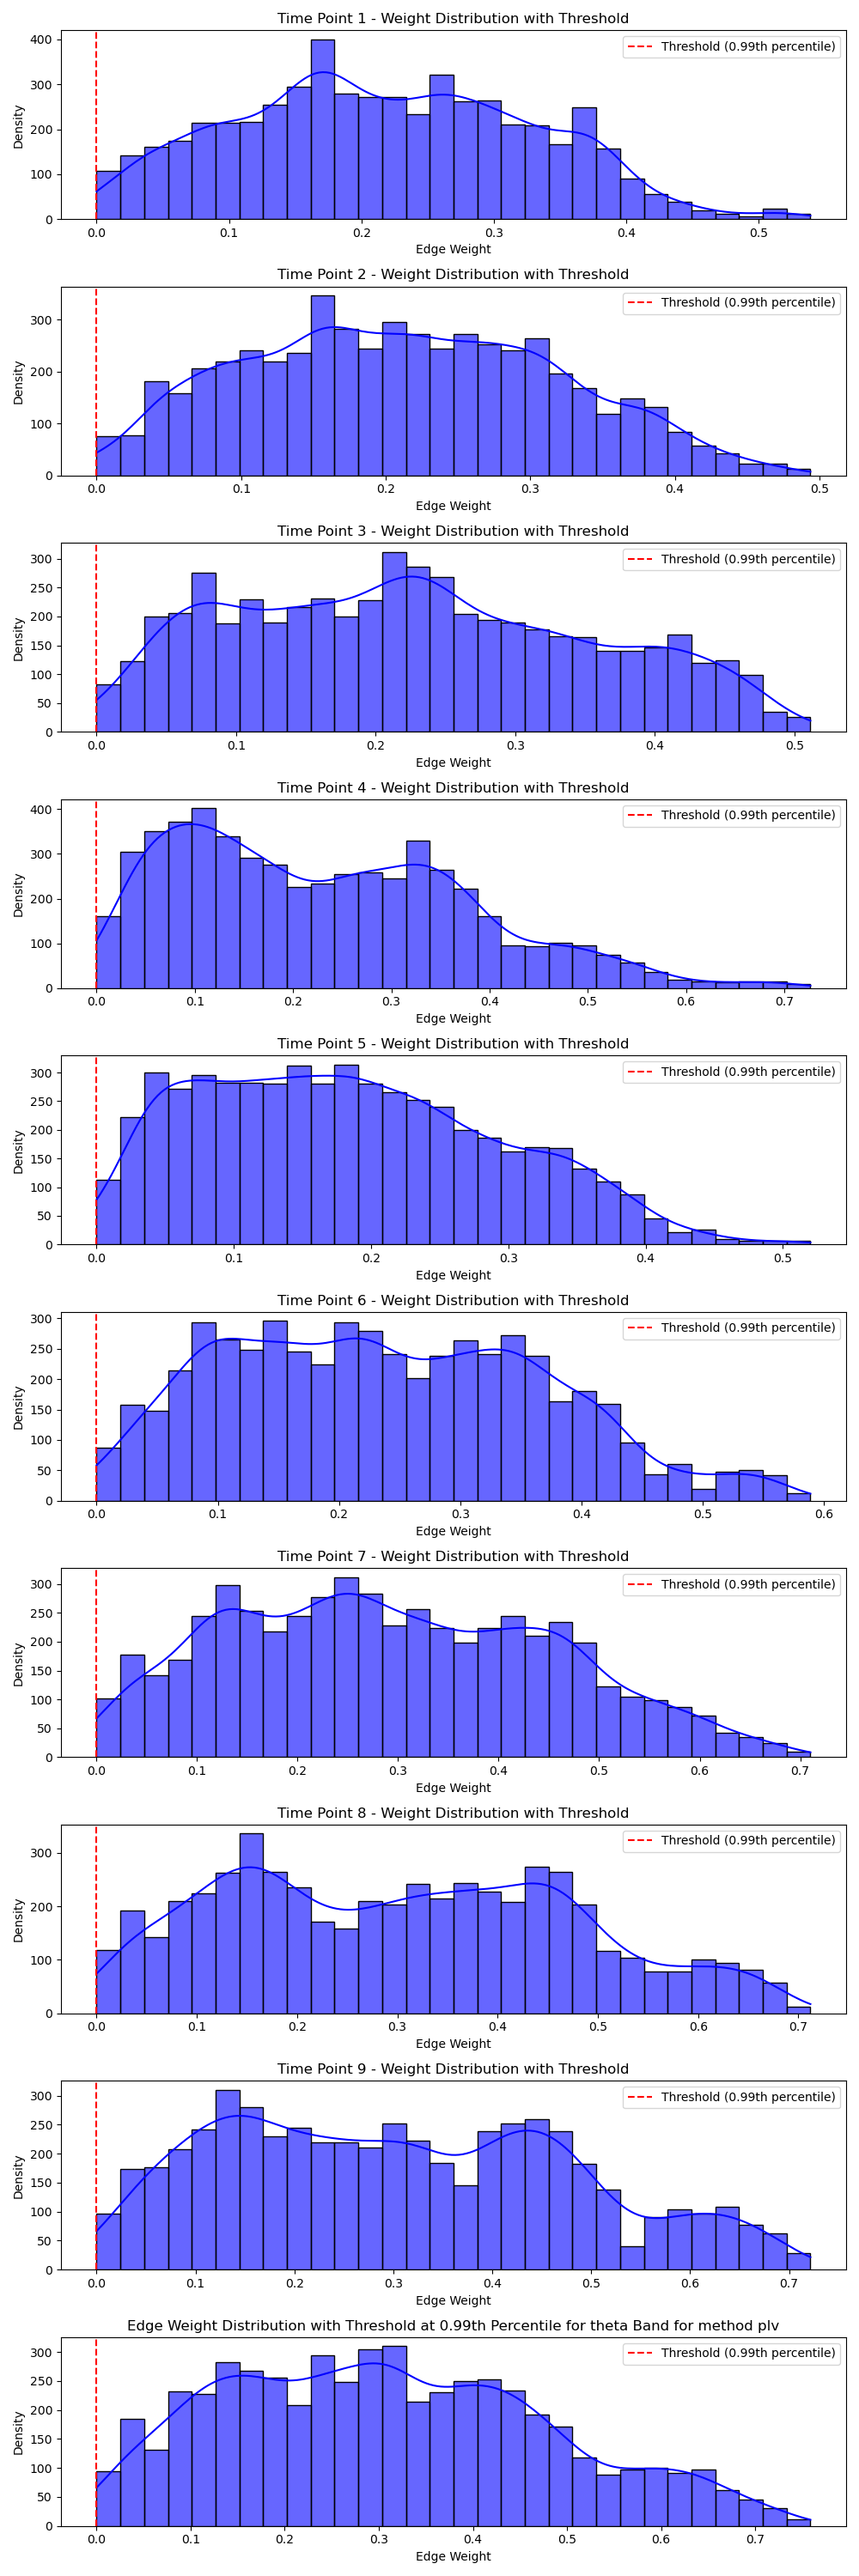 Time Point 1 - Weight Distribution with Threshold
Threshold (0.99th percentile)
Density
400
300
200
100
0
0.0 0.1 0.2 0.3 0.4 0.5
Edge Weight
Time Point 2 - Weight Distribution with Threshold
Threshold (0.99th percentile)
Density
300
200
100
0
0.0 0.1 0.2 0.3 0.4 0.5
Edge Weight
Time Point 3 - Weight Distribution with Threshold
Threshold (0.99th percentile)
Density
300
250
200
150
100
50
0
0.0 0.1 0.2 0.3 0.4 0.5
Edge Weight
Time Point 4 - Weight Distribution with Threshold
Threshold (0.99th percentile)
Density
400
300
200
100
0
0.0 0.1 0.2 0.3 0.4 0.5 0.6 0.7
Edge Weight
Time Point 5 - Weight Distribution with Threshold
Threshold (0.99th percentile)
Density
300
250
200
150
100
50
0
0.0 0.1 0.2 0.3 0.4 0.5
Edge Weight
Time Point 6 - Weight Distribution with Threshold
Threshold (0.99th percentile)
Density
300
250
200
150
100
50
0
0.0 0.1 0.2 0.3 0.4 0.5 0.6
Edge Weight
Time Point 7 - Weight Distribution with Threshold
Threshold (0.99th percentile)
Density
300
250
200
150
100
50
0
0.0 0.1 0.2 0.3 0.4 0.5 0.6 0.7
Edge Weight
Time Point 8 - Weight Distribution with Threshold
Threshold (0.99th percentile)
Density
300
200
100
0
0.0 0.1 0.2 0.3 0.4 0.5 0.6 0.7
Edge Weight
Time Point 9 - Weight Distribution with Threshold
Threshold (0.99th percentile)
Density
300
250
200
150
100
50
0
0.0 0.1 0.2 0.3 0.4 0.5 0.6 0.7
Edge Weight
Edge Weight Distribution with Threshold at 0.99th Percentile for theta Band for method plv
Threshold (0.99th percentile)
Density
300
250
200
150
100
50
0
0.0 0.1 0.2 0.3 0.4 0.5 0.6 0.7
Edge Weight